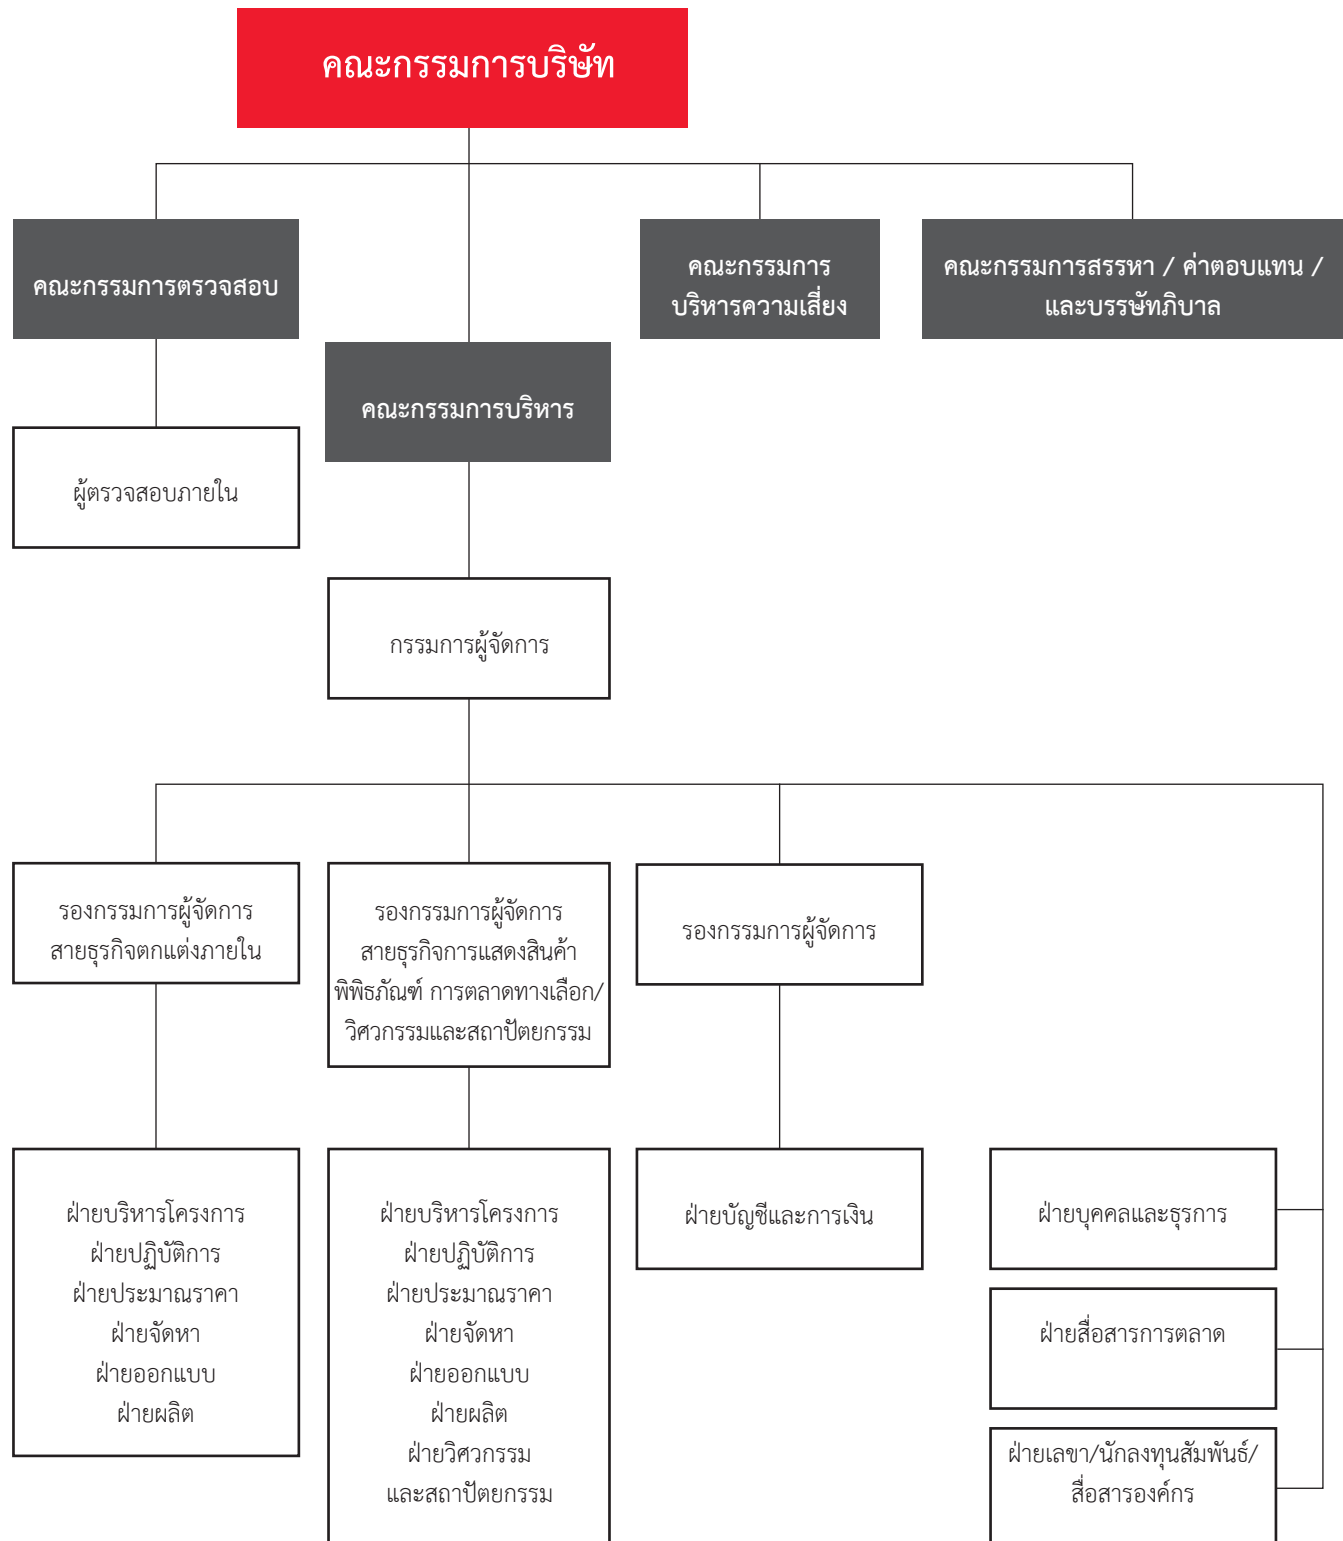 คณะกรรมการบริษัท
คณะกรรมการตรวจสอบ
คณะกรรมการ
บริหารความเสี่ยง
คณะกรรมการสรรหา / ค่าตอบแทน /
และบรรษัทภิบาล
คณะกรรมการบริหาร
ผู้ตรวจสอบภายใน
กรรมการผู้จัดการ
รองกรรมการผู้จัดการ
สายธุรกิจตกแต่งภายใน
รองกรรมการผู้จัดการ
สายธุรกิจการแสดงสินค้า
พิพิธภัณฑ์ การตลาดทางเลือก/
วิศวกรรมและสถาปัตยกรรม
รองกรรมการผู้จัดการ
ฝ่ายบริหารโครงการ
ฝ่ายปฏิบัติการ
ฝ่ายประมาณราคา
ฝ่ายจัดหา
ฝ่ายออกแบบ
ฝ่ายผลิต
ฝ่ายบริหารโครงการ
ฝ่ายปฏิบัติการ
ฝ่ายประมาณราคา
ฝ่ายจัดหา
ฝ่ายออกแบบ
ฝ่ายผลิต
ฝ่ายวิศวกรรม
และสถาปัตยกรรม
ฝ่ายบัญชีและการเงิน
ฝ่ายบุคคลและธุรการ
ฝ่ายสื่อสารการตลาด
ฝ่ายเลขา/นักลงทุนสัมพันธ์/
สื่อสารองค์กร